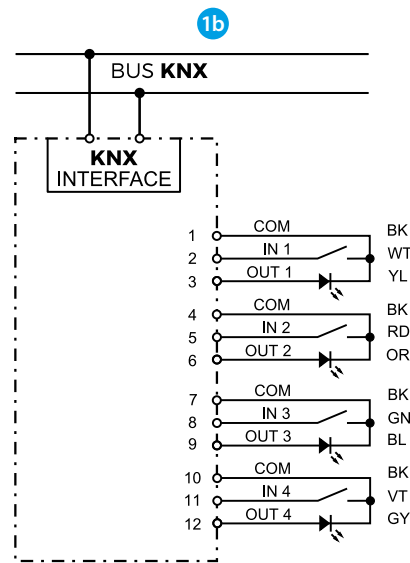 1b
BUS KNX
KNX
INTERFACE
1 COM BK
2 IN 1 WT
3 OUT 1 YL
4 COM BK
5 IN 2 RD
6 OUT 2 OR
7 COM BK
8 IN 3 GN
9 OUT 3 BL
10 COM BK
11 IN 4 VT
12 OUT 4 GY